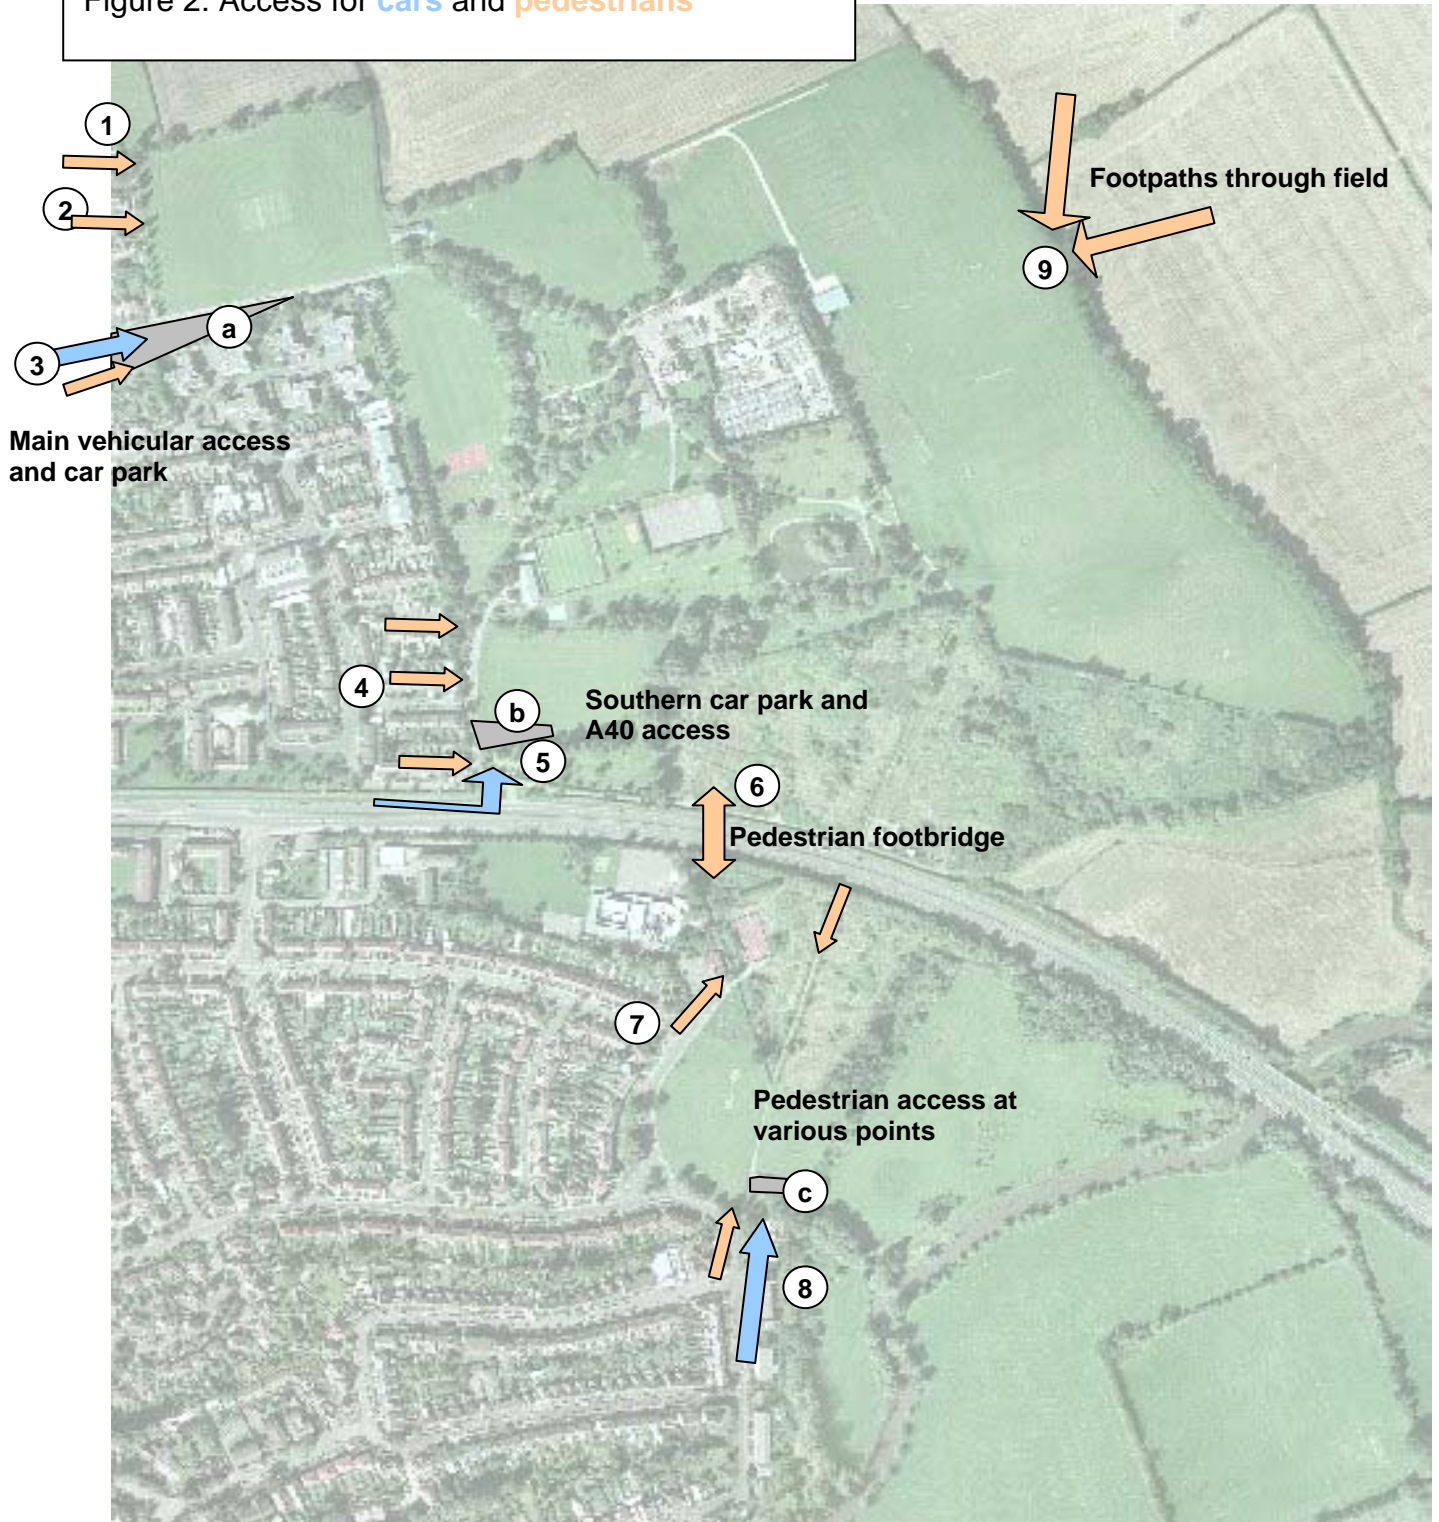 Figure 2: Access for cars and pedestrians
1
2
Footpaths through field
9
a
3
Main vehicular access
and car park
4
b
Southern car park and
A40 access
5
6
Pedestrian footbridge
7
Pedestrian access at
various points
c
8